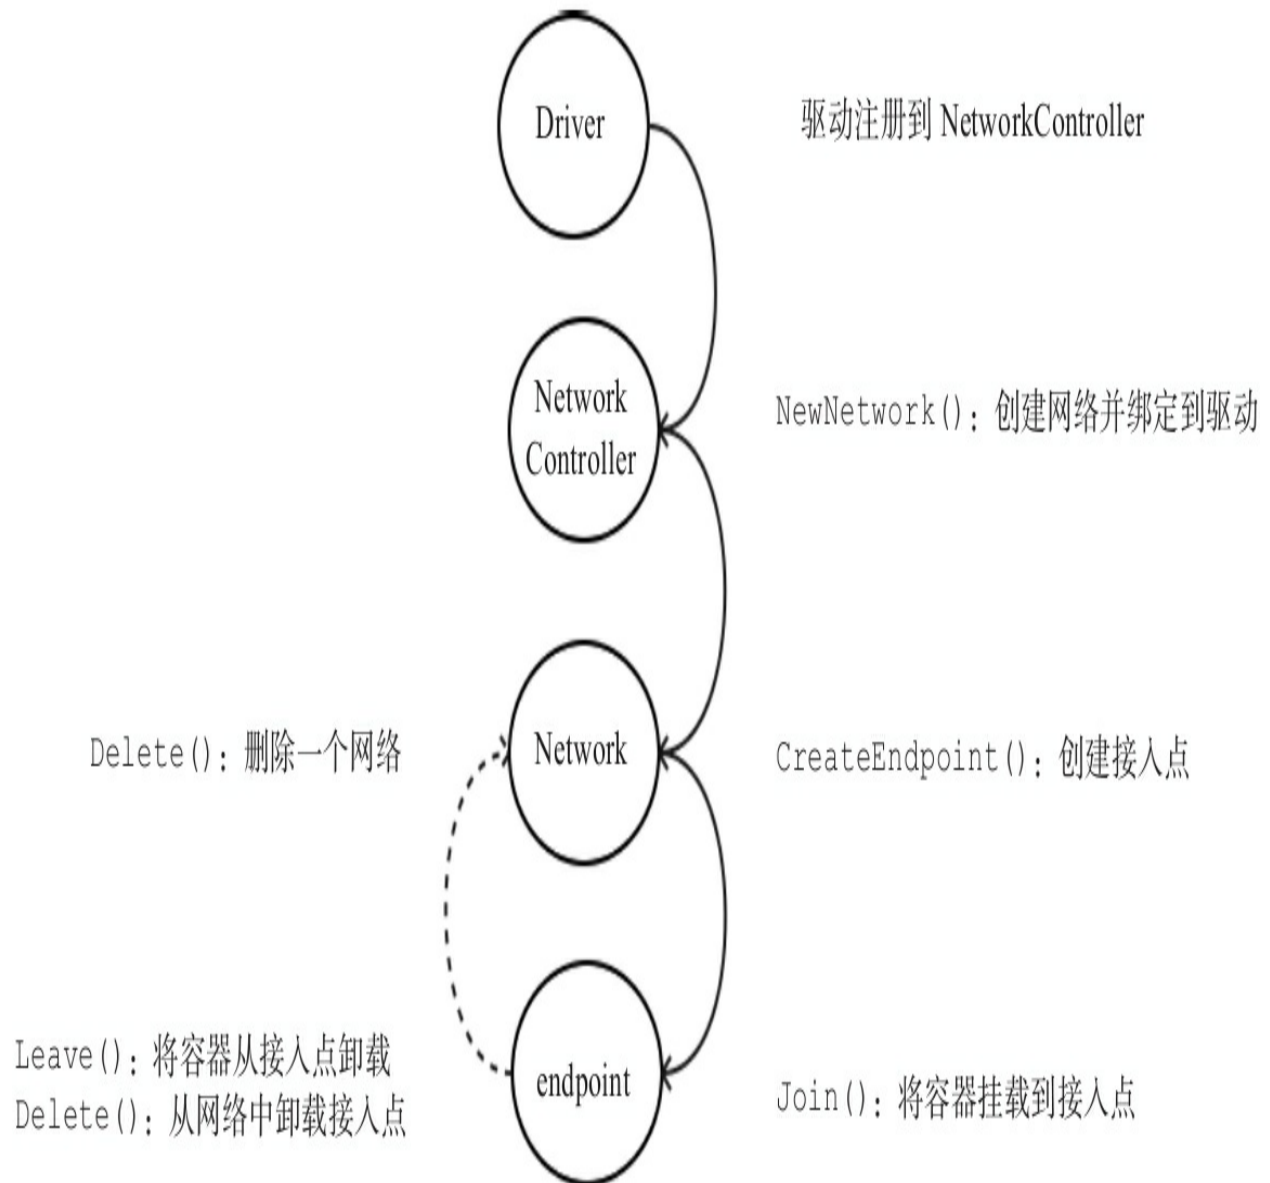 Driver
驱动注册到 NetworkController
Network
Controller
NewNetwork(): 创建网络并绑定到驱动
Delete(): 删除一个网络
Network
CreateEndpoint(): 创建接入点
Leave(): 将容器从接入点卸载
Delete(): 从网络中卸载接入点
endpoint
Join(): 将容器挂载到接入点